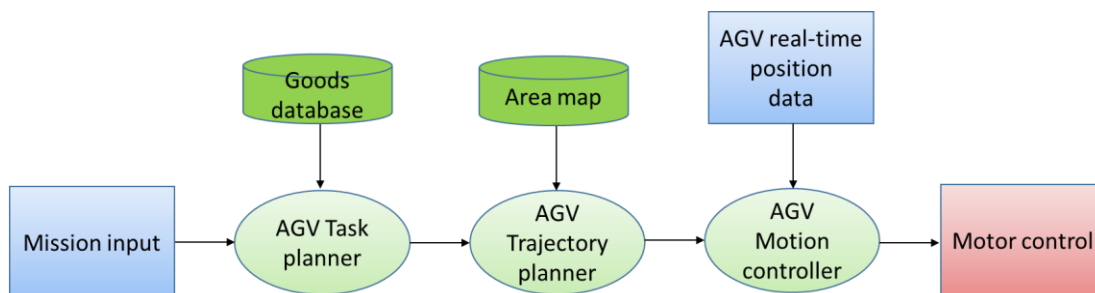 Goods
database
Area map
AGV real-time
position
data
Mission input
AGV Task
planner
AGV
Trajectory
planner
AGV
Motion
controller
Motor control